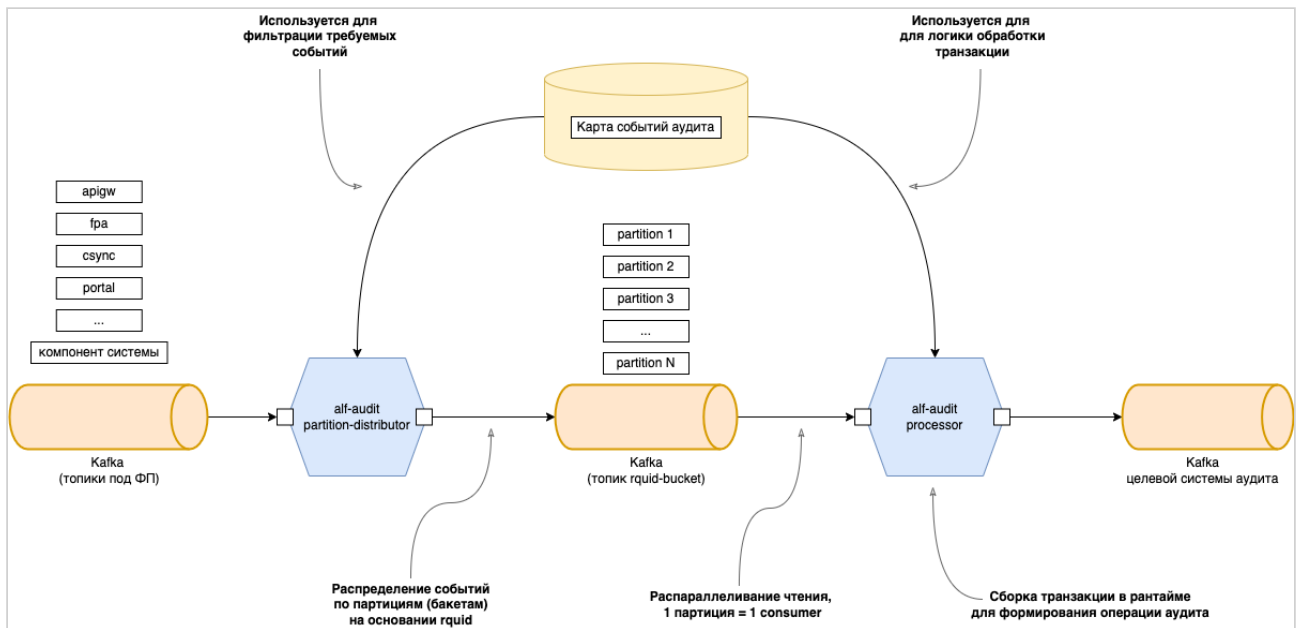 Используется для
фильтрации требуемых
событий
Используется для
для логики обработки
транзакции
Карта событий аудита
apigw
fpa
csync
portal
...
компонент системы
partition 1
partition 2
partition 3
...
partition N
alf-audit
partition-distributor
alf-audit
processor
Kafka
(топики под ФП)
Kafka
(топик rquid-bucket)
Kafka
целевой системы аудита
Распределение событий
по партициям (бакетам)
на основании rquid
Распараллеливание чтения,
1 партиция = 1 consumer
Сборка транзакции в рантайме
для формирования операции аудита